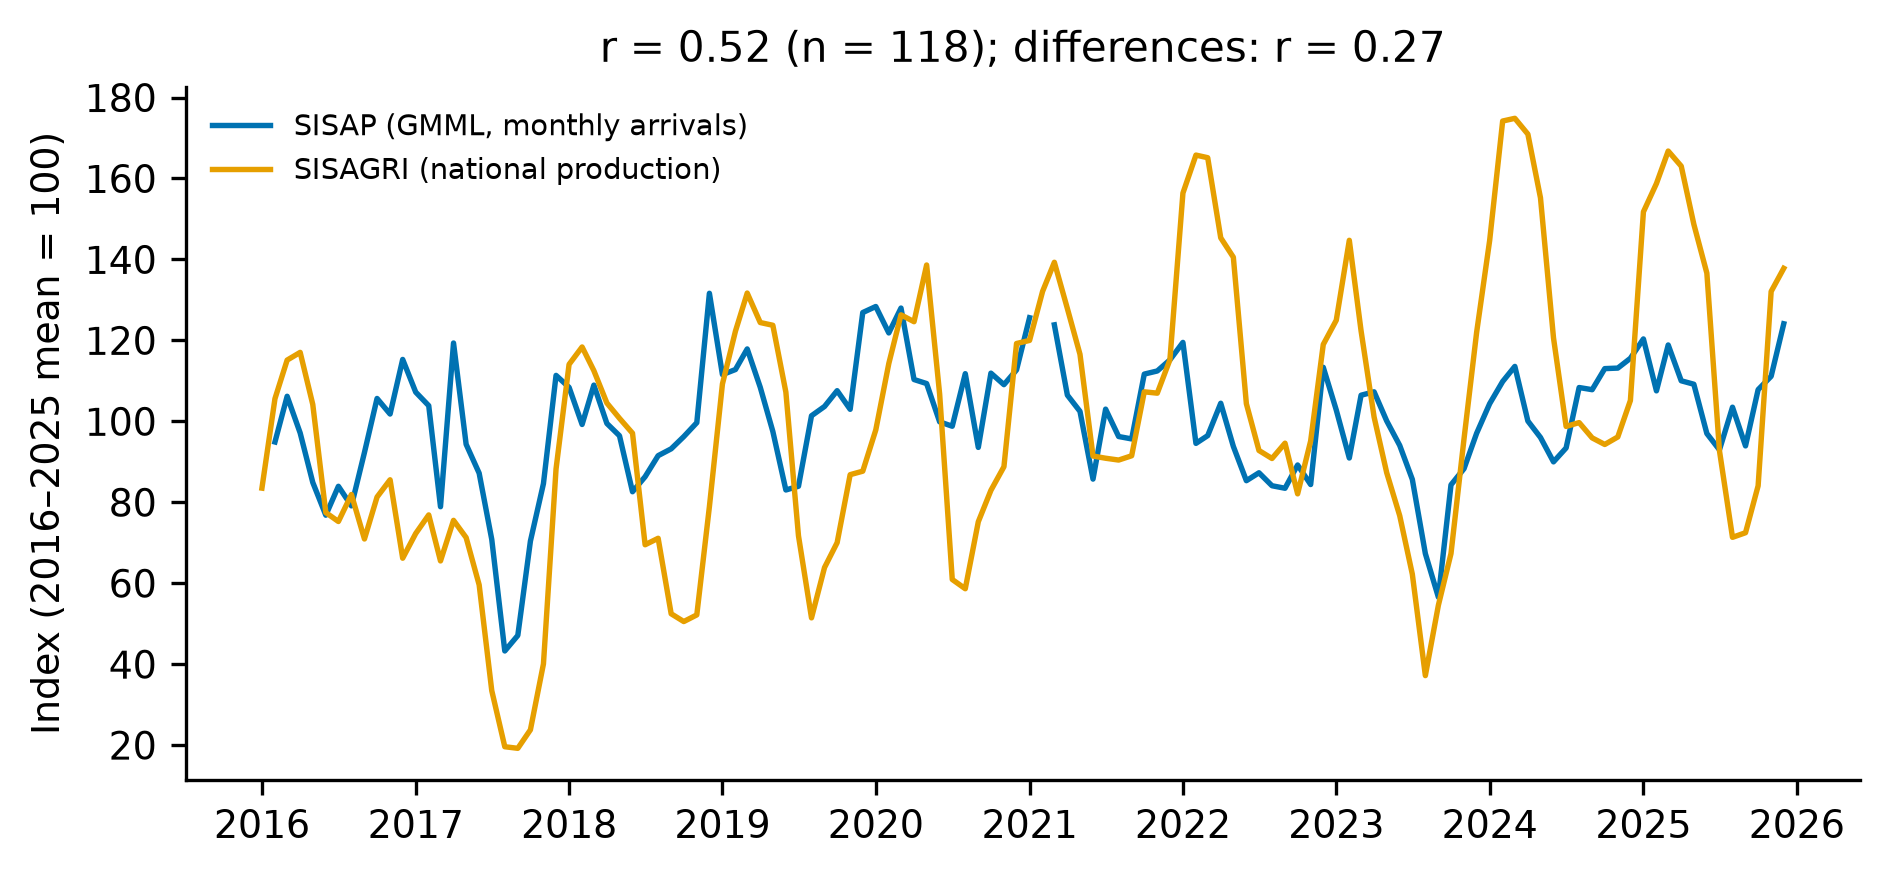 r = 0.52 (n = 118); differences: r = 0.27
SISAP (GMML, monthly arrivals)
SISAGRI (national production)
Index (2016–2025 mean = 100)
180
160
140
120
100
80
60
40
20
2016 2017 2018 2019 2020 2021 2022 2023 2024 2025 2026